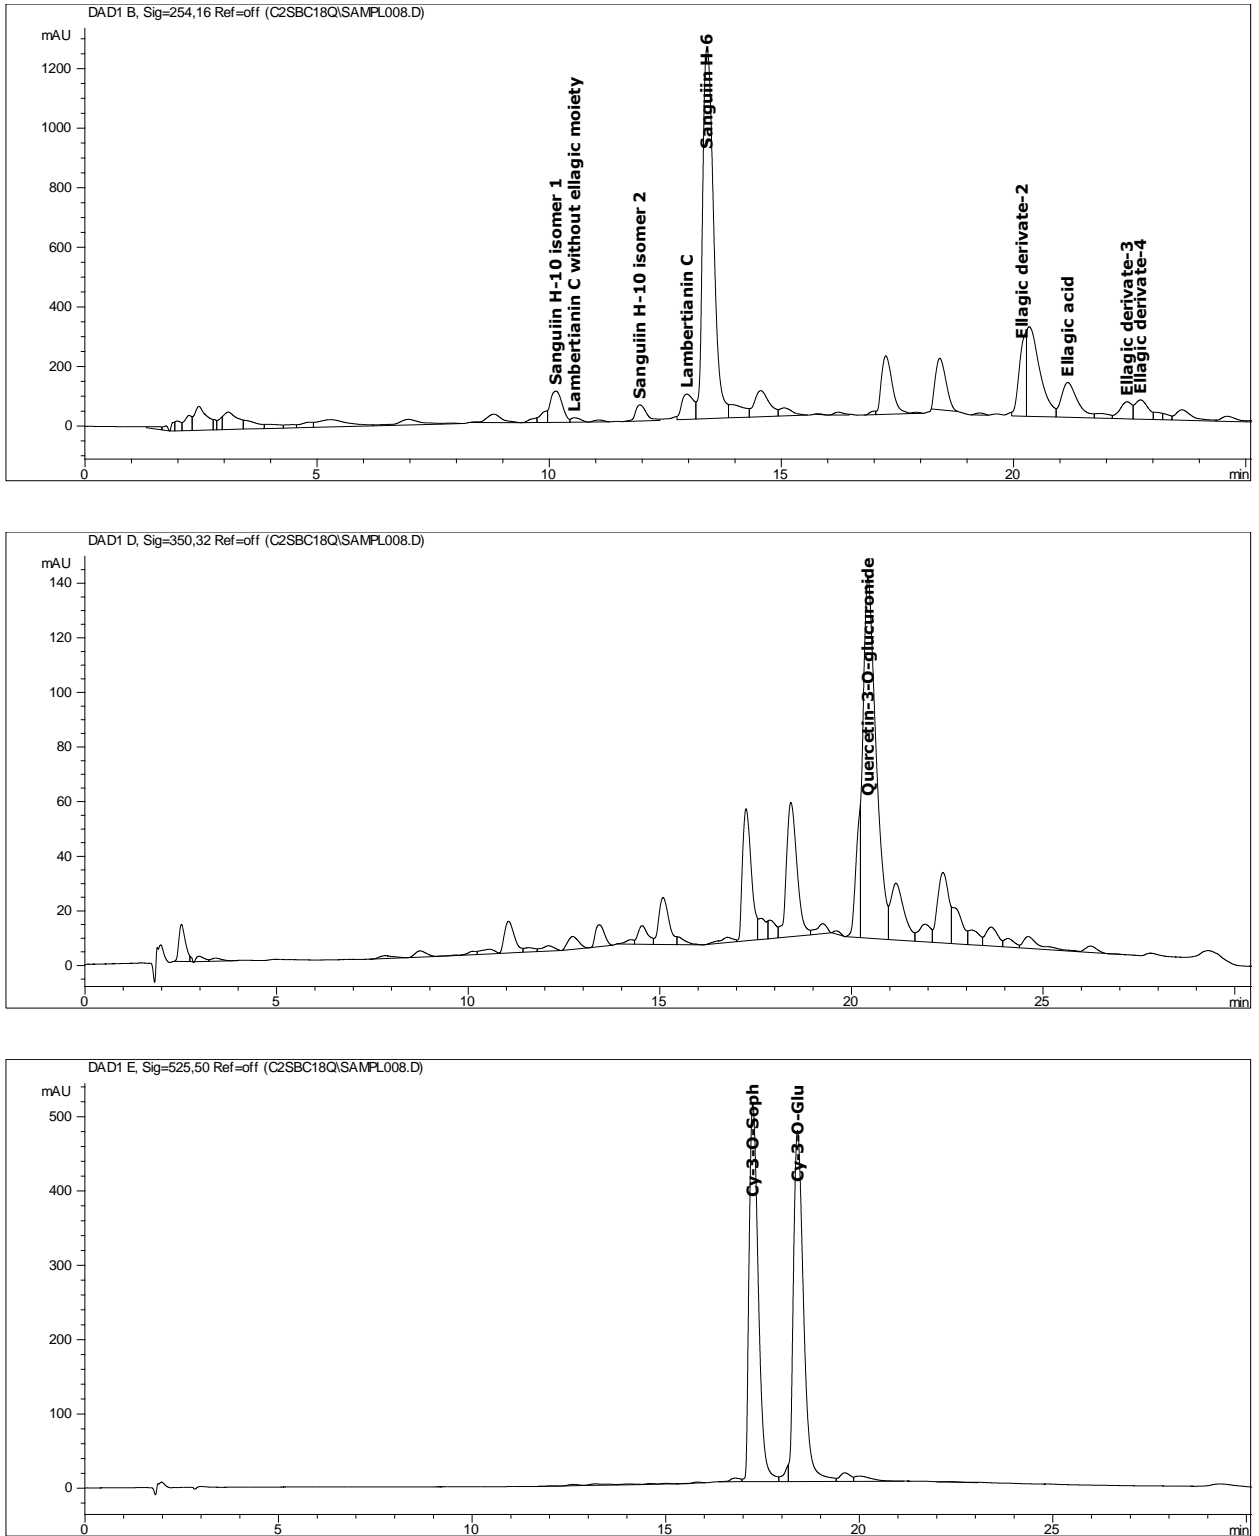 DAD1 B, Sig=254,16 Ref=off (C2SBC18Q\SAMPL008.D)
mAU
1200
1000
800
600
400
200
0
Sanguiin H-10 isomer 1
Lambertianin C without ellagic moiety
Sanguiin H-10 isomer 2
Lambertianin C
Sanguiin H-6
Ellagic derivate-2
Ellagic acid
Ellagic derivate-3
Ellagic derivate-4
0 5 10 15 20 min
DAD1 D, Sig=350,32 Ref=off (C2SBC18Q\SAMPL008.D)
mAU
140
120
100
80
60
40
20
0
Quercetin-3-O-glucuronide
0 5 10 15 20 25 min
DAD1 E, Sig=525,50 Ref=off (C2SBC18Q\SAMPL008.D)
mAU
500
400
300
200
100
0
Cy-3-O-Soph
Cy-3-O-Glu
0 5 10 15 20 25 min